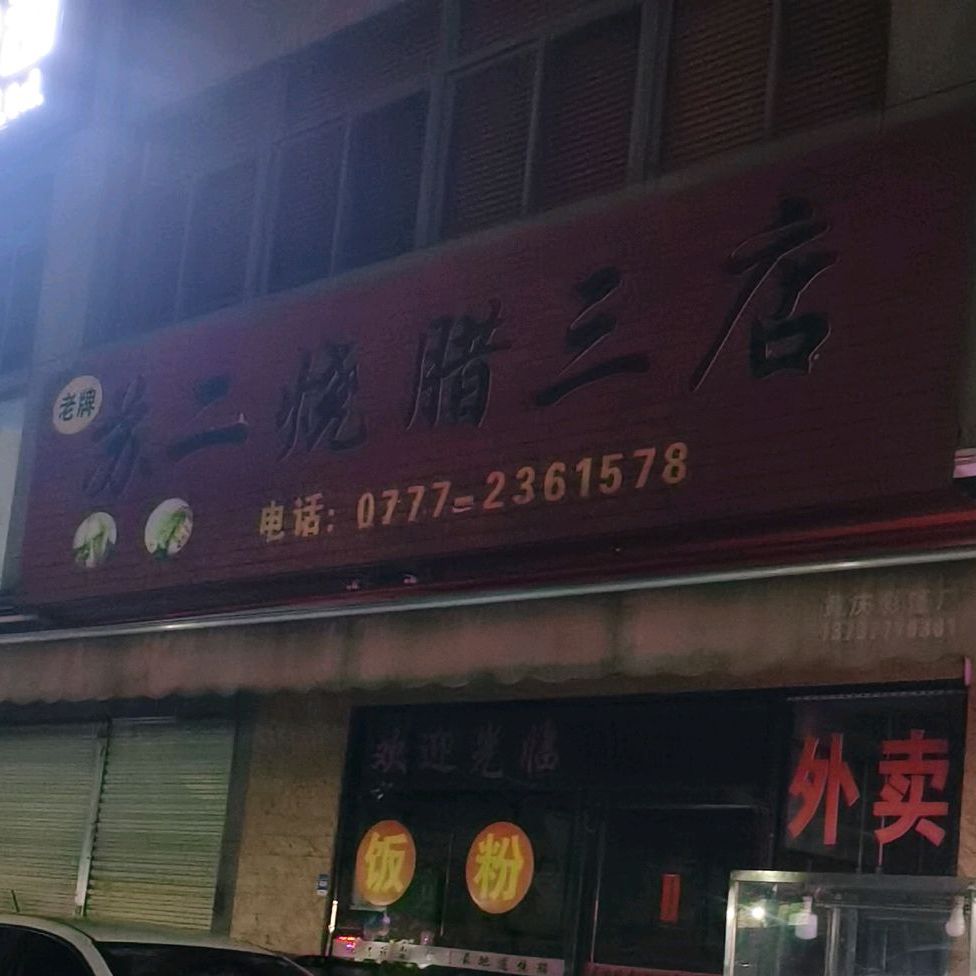 老牌
苏二烧腊三店
电话: 0777-2361578
欢迎光临
外卖
饭 粉